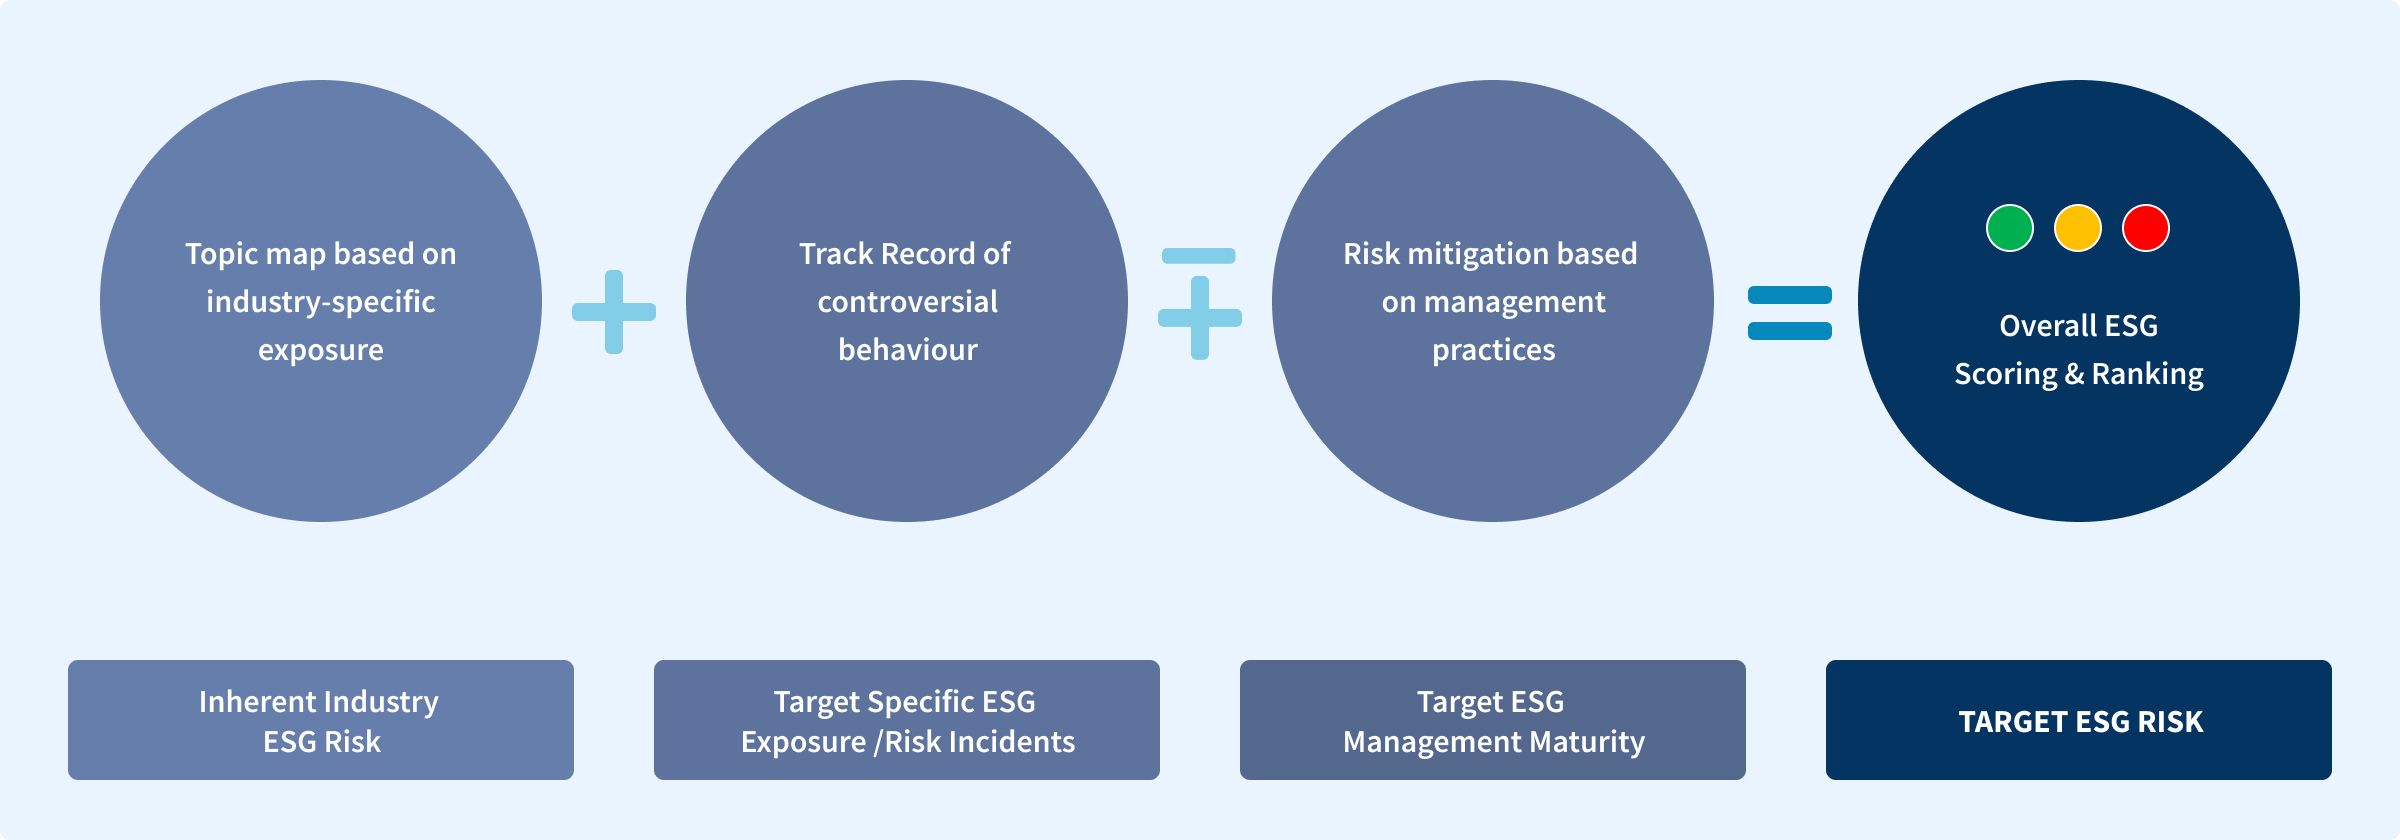 Topic map based on
industry-specific
exposure
Track Record of
controversial
behaviour
Risk mitigation based
on management
practices
Overall ESG
Scoring & Ranking
Inherent Industry
ESG Risk
Target Specific ESG
Exposure /Risk Incidents
Target ESG
Management Maturity
TARGET ESG RISK